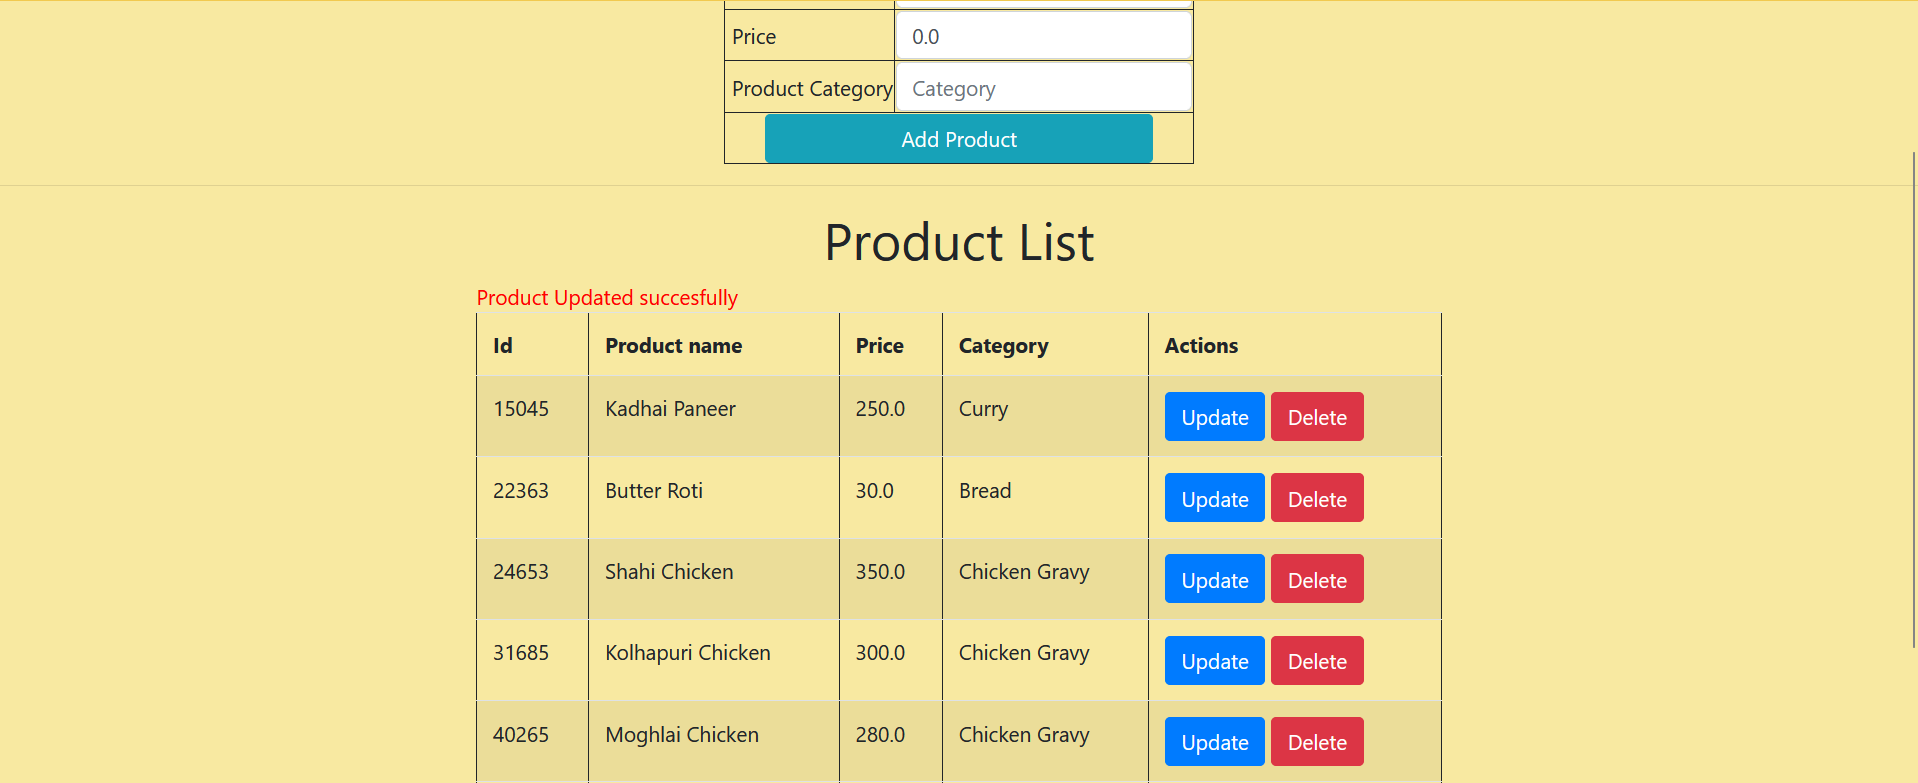 Price 0.0
Product Category Category
Add Product
Product List
Product Updated succesfully
Id Product name Price Category Actions
15045 Kadhai Paneer 250.0 Curry Update Delete
22363 Butter Roti 30.0 Bread Update Delete
24653 Shahi Chicken 350.0 Chicken Gravy Update Delete
31685 Kolhapuri Chicken 300.0 Chicken Gravy Update Delete
40265 Moghlai Chicken 280.0 Chicken Gravy Update Delete